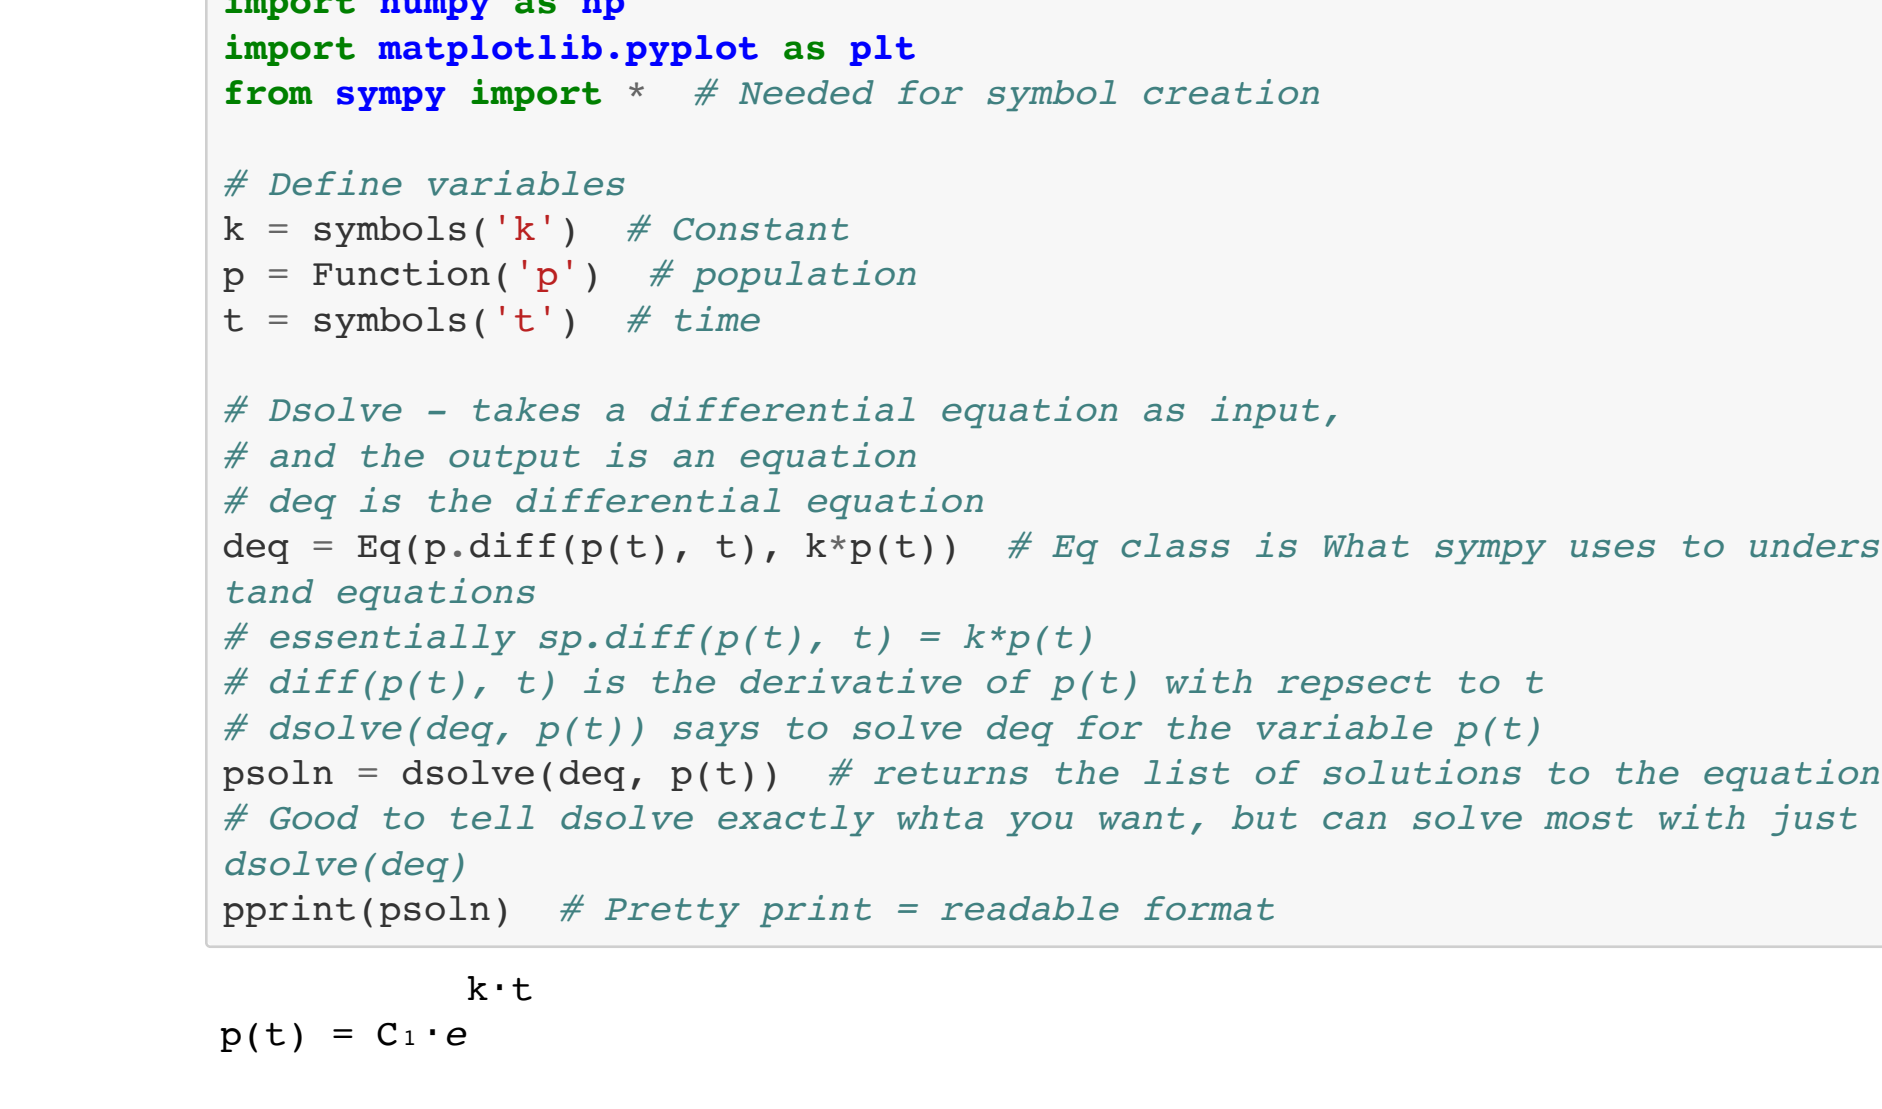 import numpy as np
import matplotlib.pyplot as plt
from sympy import *  # Needed for symbol creation

# Define variables
k = symbols('k')  # Constant
p = Function('p')  # population
t = symbols('t')  # time

# Dsolve - takes a differential equation as input,
# and the output is an equation
# deq is the differential equation
deq = Eq(p.diff(p(t), t), k*p(t))  # Eq class is What sympy uses to unders
tand equations
# essentially sp.diff(p(t), t) = k*p(t)
# diff(p(t), t) is the derivative of p(t) with repsect to t
# dsolve(deq, p(t)) says to solve deq for the variable p(t)
psoln = dsolve(deq, p(t))  # returns the list of solutions to the equation
# Good to tell dsolve exactly whta you want, but can solve most with just
dsolve(deq)
pprint(psoln)  # Pretty print = readable format

           k⋅t
p(t) = C₁⋅e